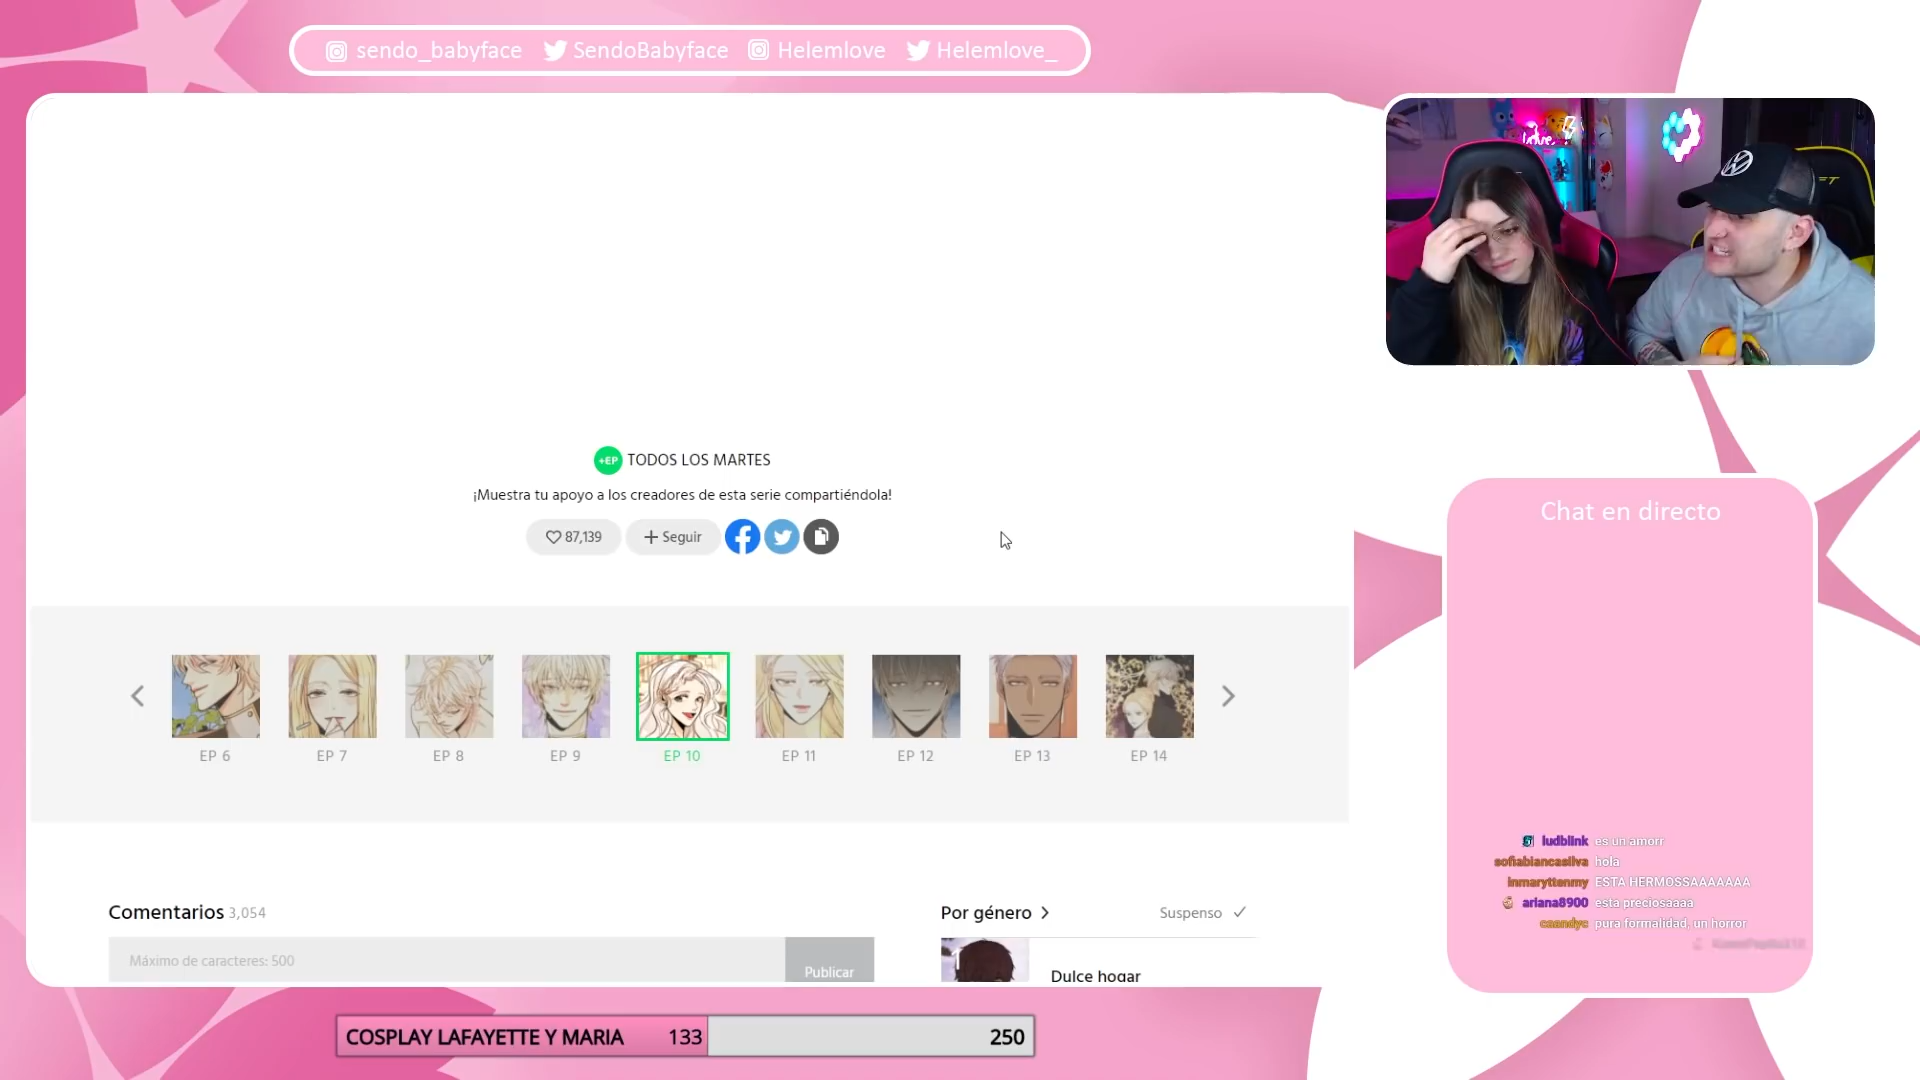 sendo_babyface SendoBabyface Helemlove Helemlove_
love
+EP TODOS LOS MARTES
¡Muestra tu apoyo a los creadores de esta serie compartiéndola!
87,139 + Seguir
EP 6 EP 7 EP 8 EP 9 EP 10 EP 11 EP 12 EP 13 EP 14
Comentarios 3,054
Máximo de caracteres: 500
Publicar
Por género
Suspenso
Dulce hogar
Chat en directo
ludblink es un amorr
sofiabiancasilva hola
inmaryttenmy ESTA HERMOSSAAAAAAA
ariana8900 esta preciosaaaa
caandyc pura formalidad, un horror
COSPLAY LAFAYETTE Y MARIA 133 250